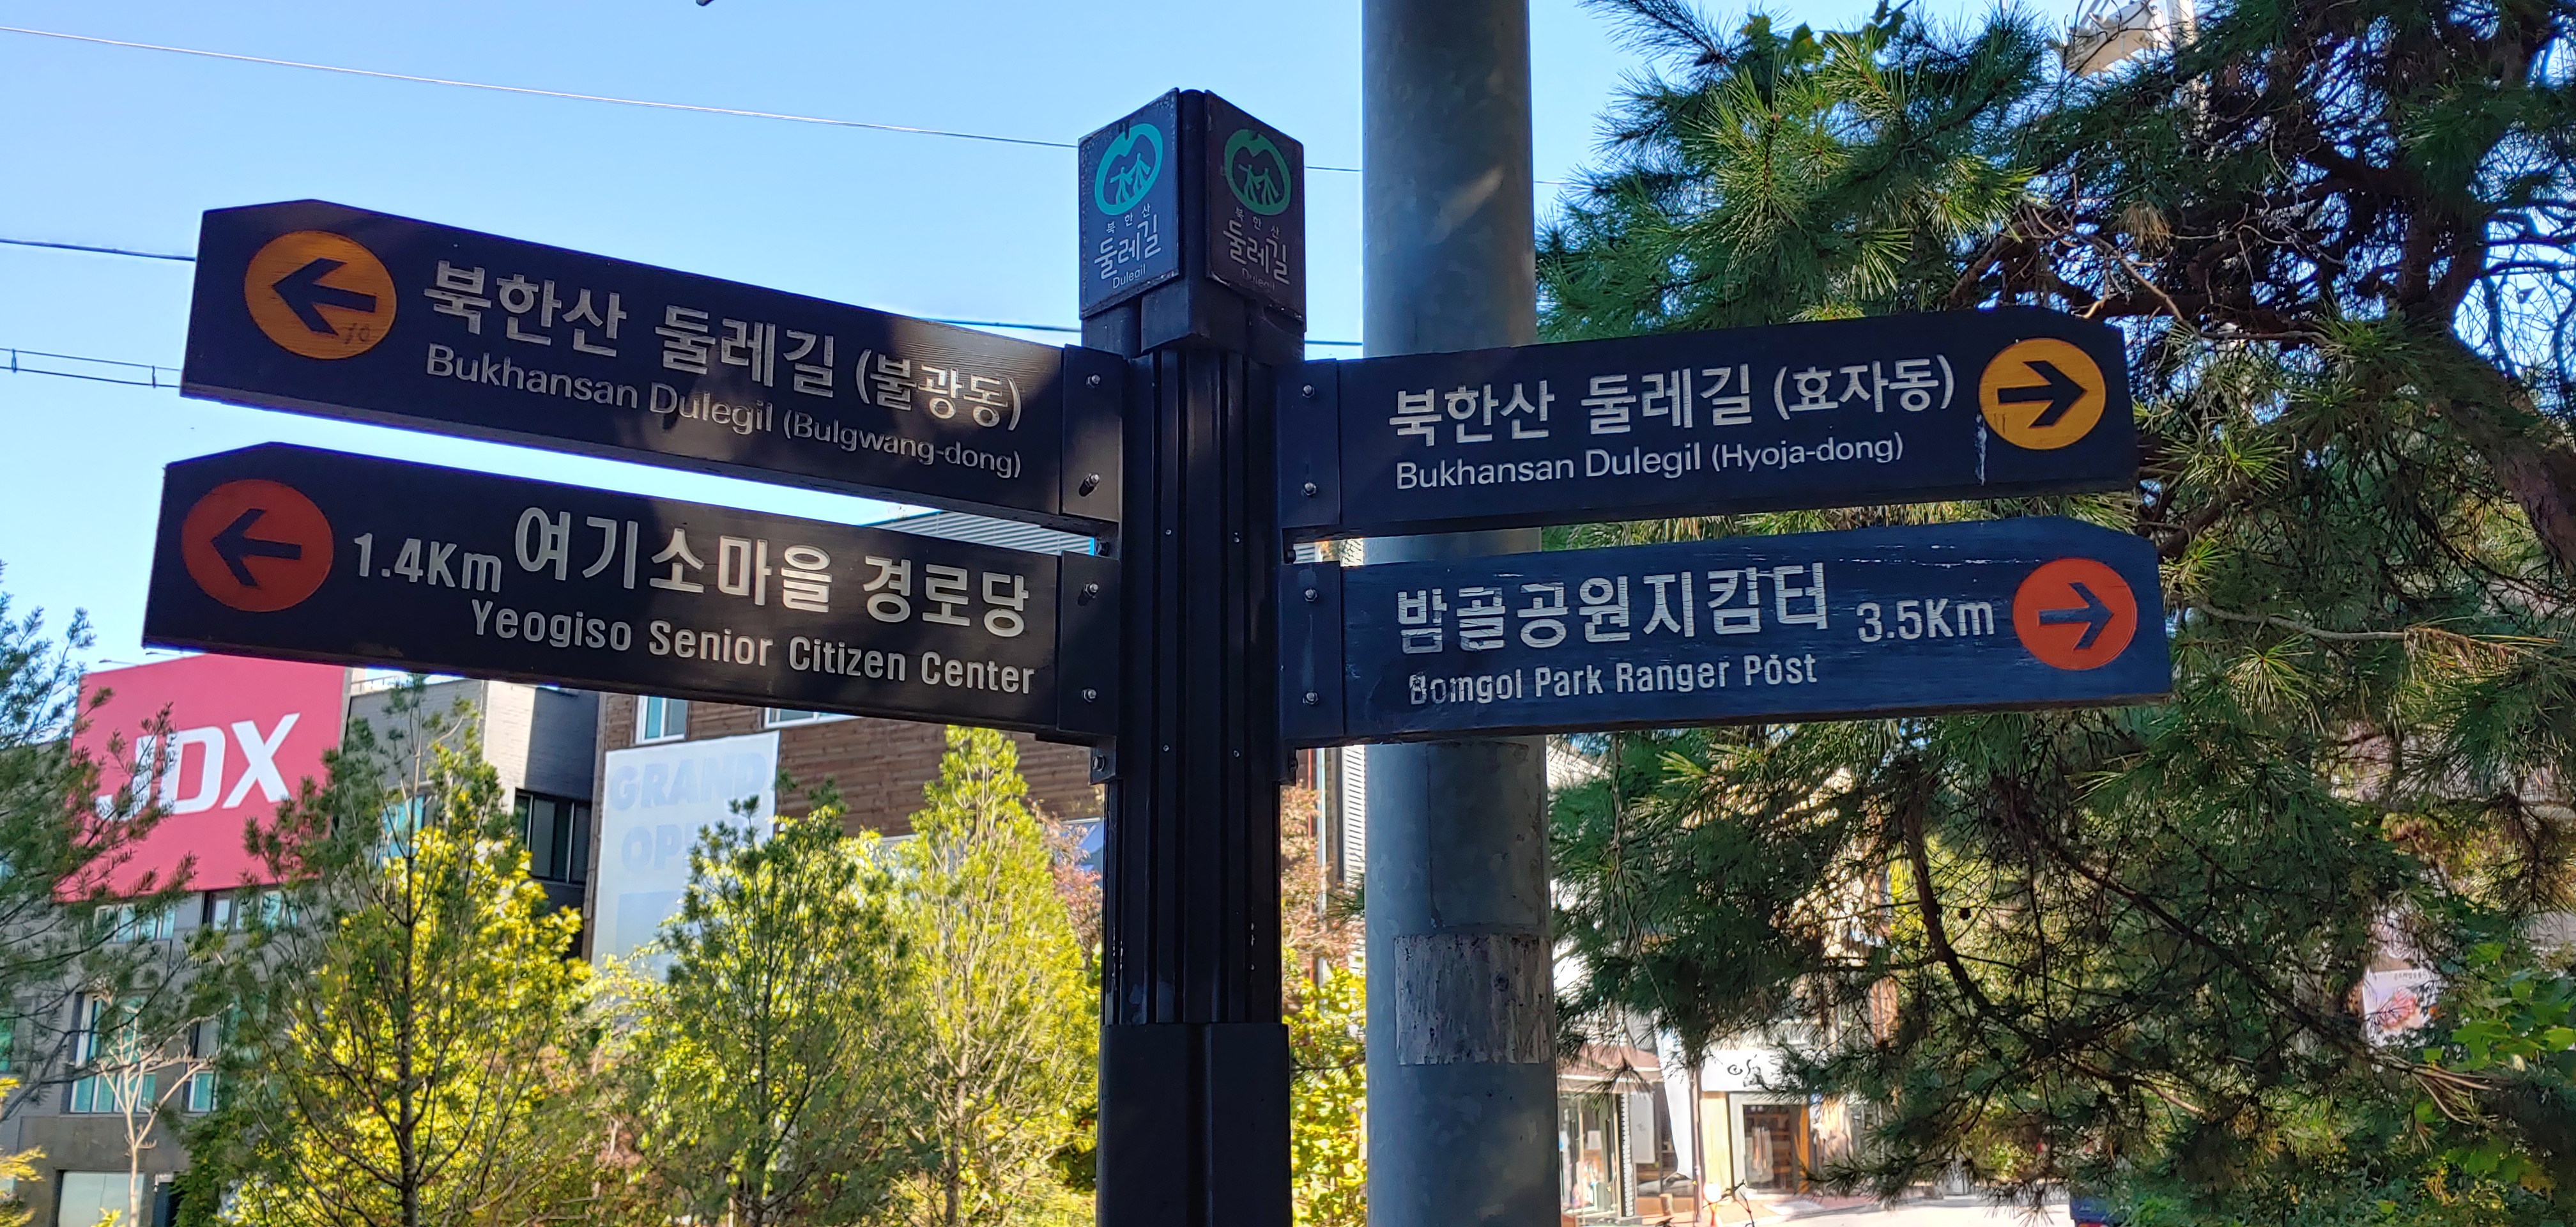 북한산
둘레길
Dulegil
북한산
둘레길
Dulegil
북한산 둘레길 (불광동)
Bukhansan Dulegil (Bulgwang-dong)
1.4Km 여기소마을 경로당
Yeogiso Senior Citizen Center
북한산 둘레길 (효자동)
Bukhansan Dulegil (Hyoja-dong)
밤골공원지킴터 3.5Km
Bomgol Park Ranger Post
JDX
GRAND